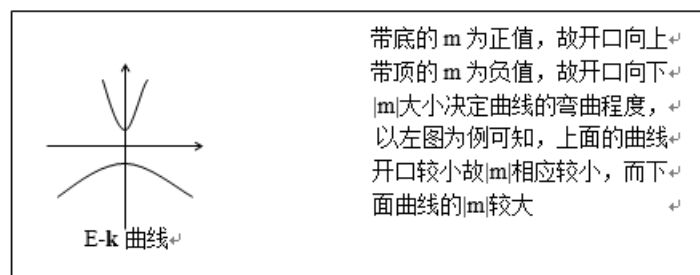 带底的 m 为正值，故开口向上
带顶的 m 为负值，故开口向下
|m|大小决定曲线的弯曲程度，
以左图为例可知，上面的曲线
开口较小故|m|相应较小，而下
面曲线的|m|较大
E-k 曲线